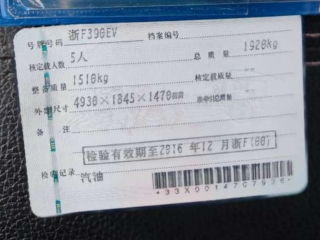 号牌号码 浙F390EV 档案编号
核定载人数 5人 总质量 1920kg
整备质量 1510kg 核定载质量
外廓尺寸 4930×1845×1470mm 准牵引总质量
备注
检验有效期至2016年12月浙F(00)
检验记录 汽油
*33X0014707936*